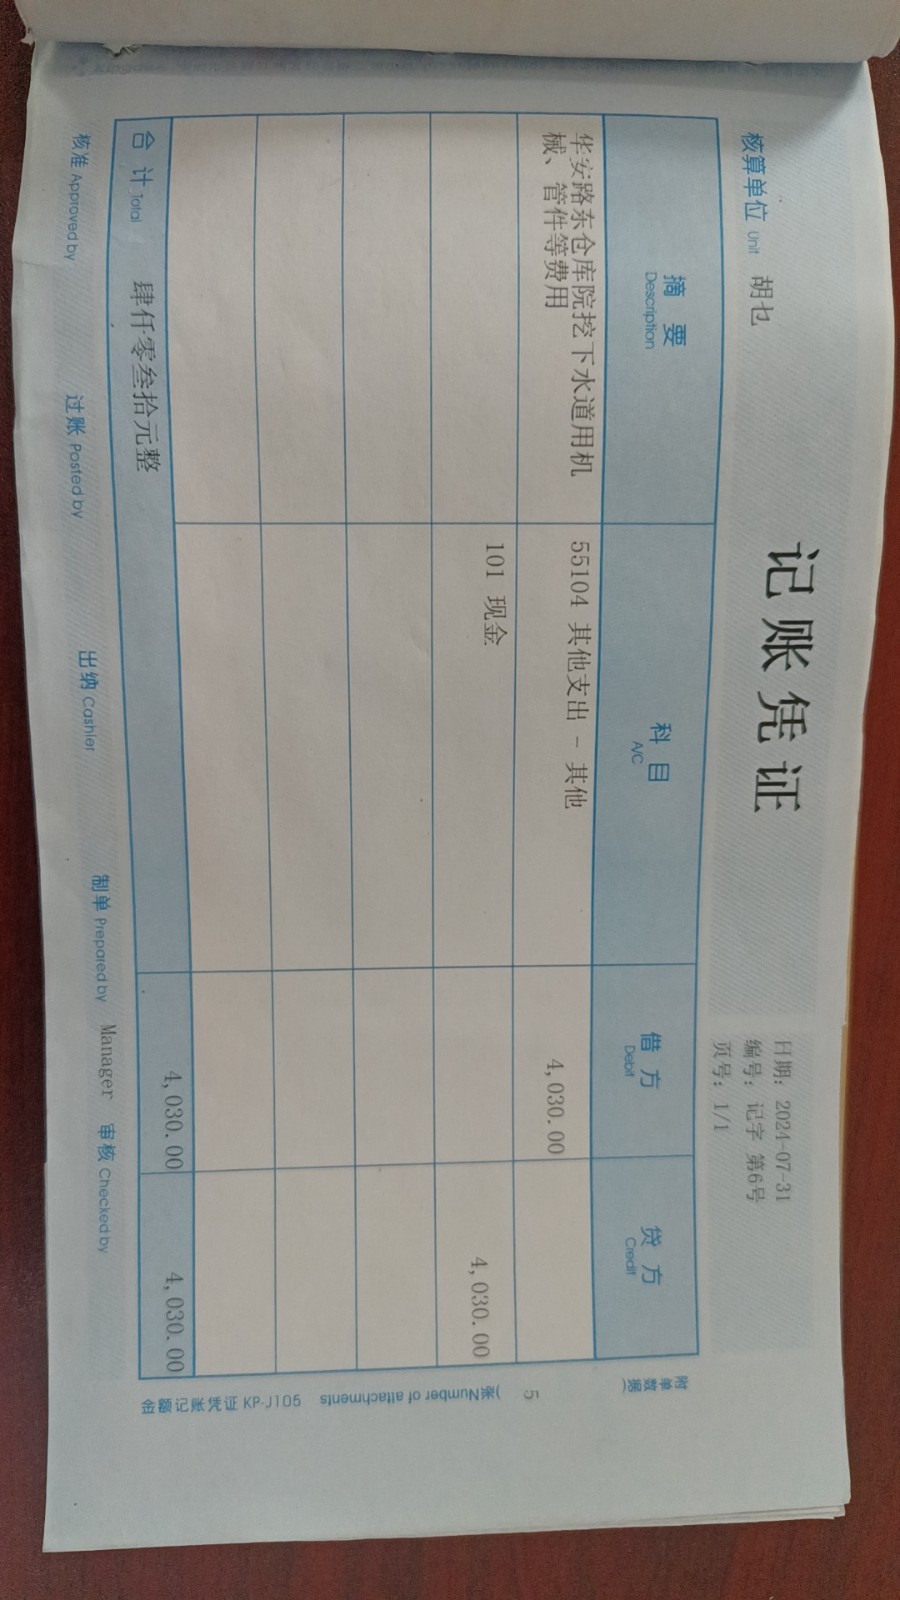 记账凭证
日期: 2024-07-31
编号: 记字 第6号
页号: 1/1
核算单位 Unit 胡乜
摘要 Description 科目 A/C 借方 Debit 贷方 Credit
华安路东仓库院挖下水道用机 55104 其他支出 - 其他 4,030.00
械、管件等费用
101 现金 4,030.00
合计 Total 肆仟零叁拾元整 4,030.00 4,030.00
核准 Approved by 过账 Posted by 出纳 Cashier 制单 Prepared by Manager 审核 Checked by
附单数据(
5
张)Number of attachments
金额记账凭证 KP-J105